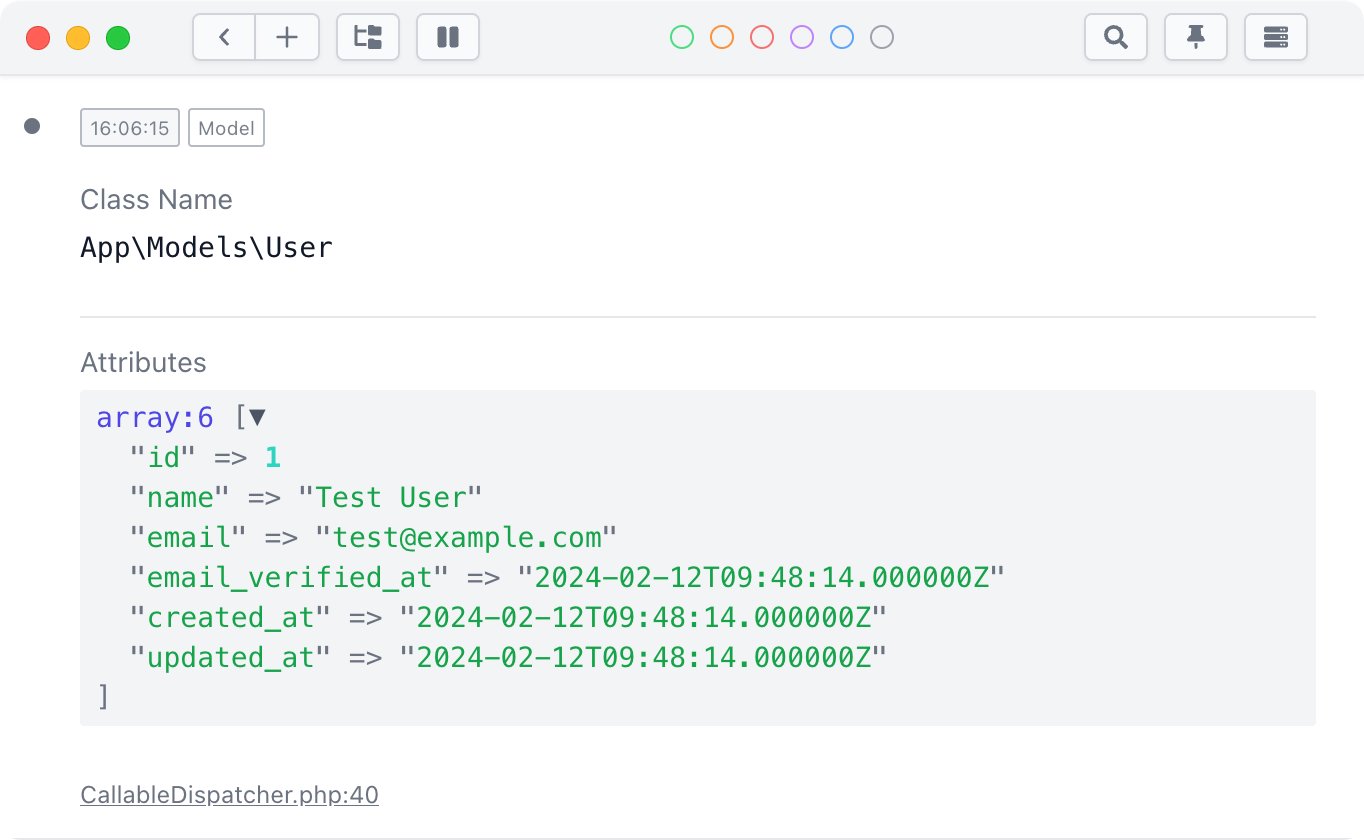 16:06:15 Model
Class Name
App\Models\User
Attributes
array:6 [▼
  "id" => 1
  "name" => "Test User"
  "email" => "test@example.com"
  "email_verified_at" => "2024-02-12T09:48:14.000000Z"
  "created_at" => "2024-02-12T09:48:14.000000Z"
  "updated_at" => "2024-02-12T09:48:14.000000Z"
]
CallableDispatcher.php:40